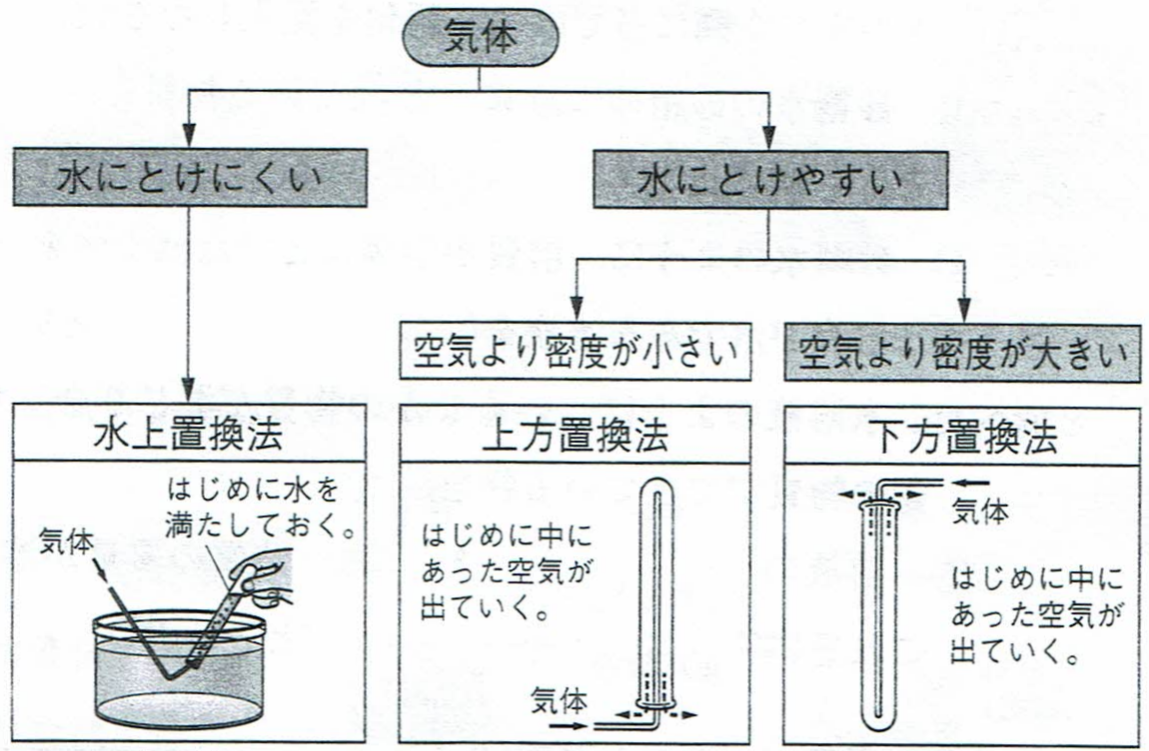 気体
水にとけにくい
水にとけやすい
空気より密度が小さい
空気より密度が大きい
水上置換法
はじめに水を
満たしておく。
気体
上方置換法
はじめに中に
あった空気が
出ていく。
気体
下方置換法
気体
はじめに中に
あった空気が
出ていく。